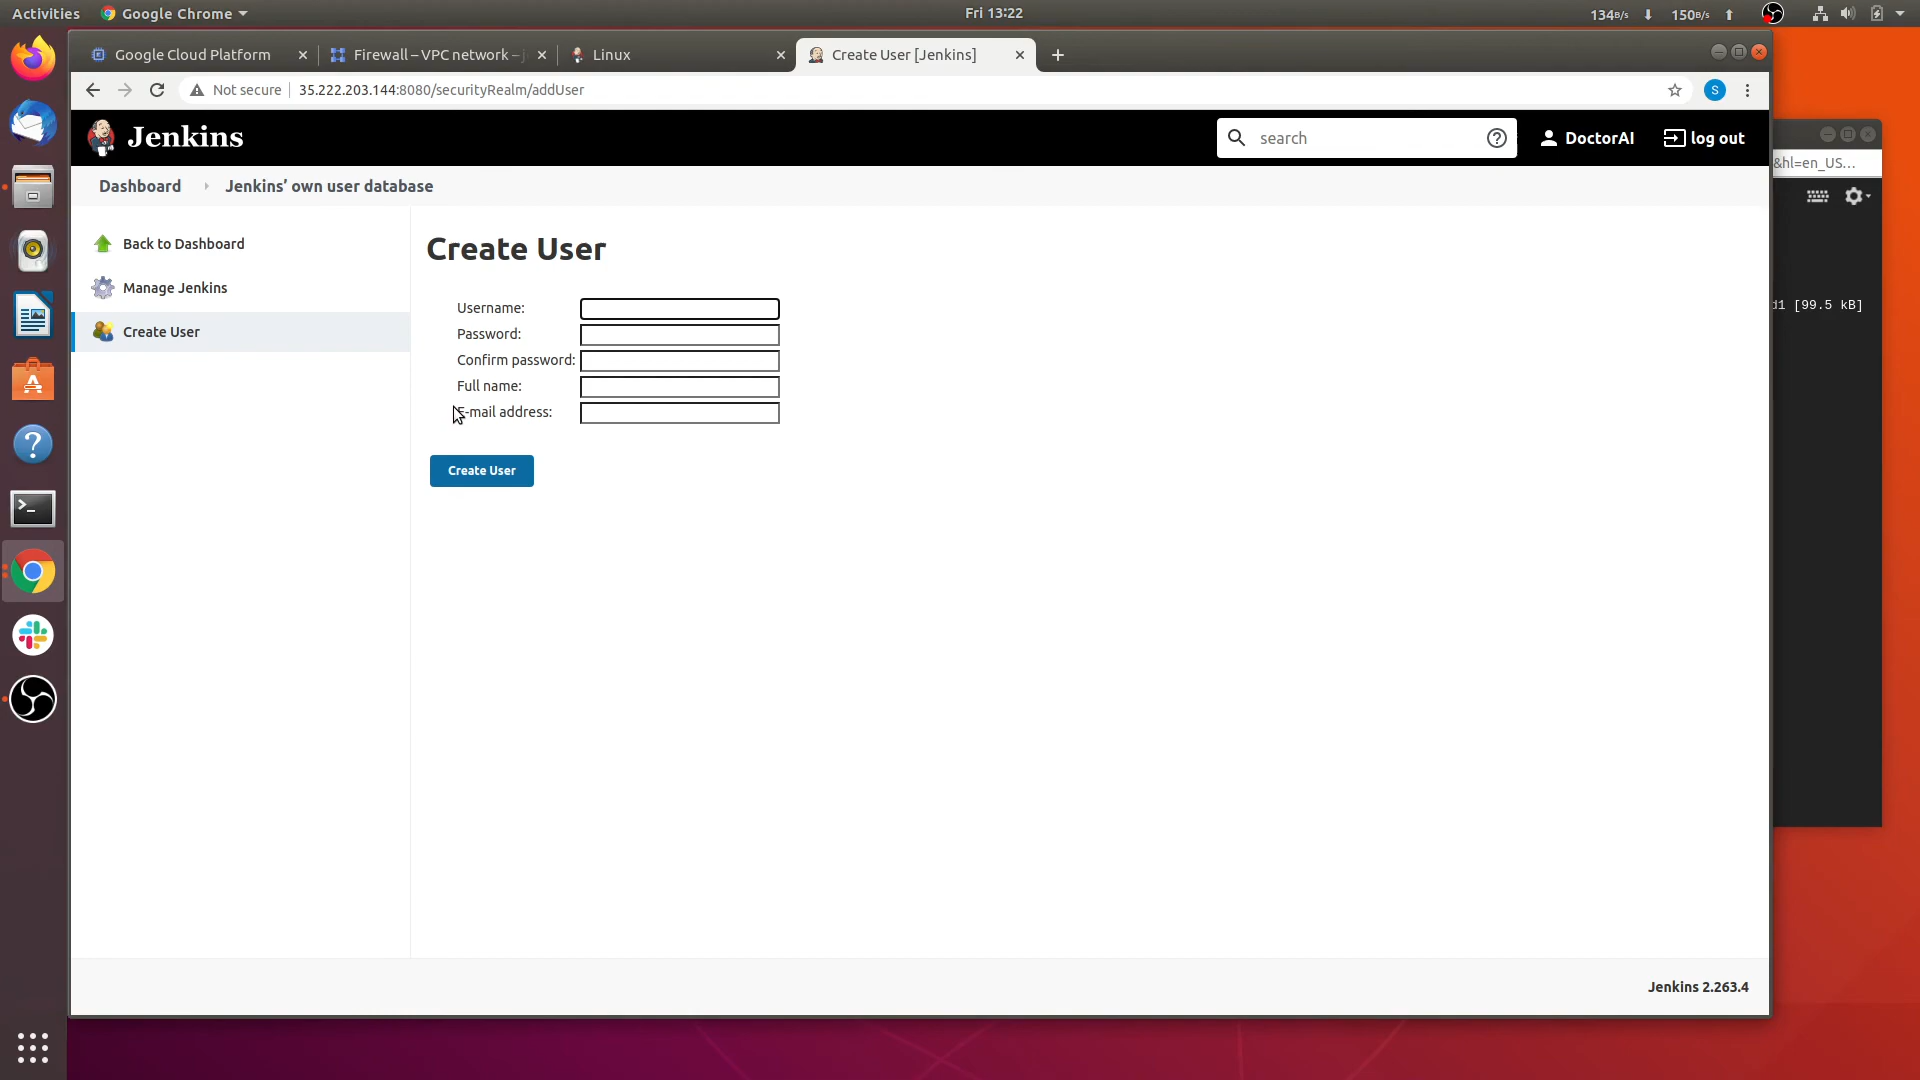 Activities Google Chrome Fri 13:22 134B/s 150B/s
Google Cloud Platform Firewall – VPC network – j Linux Create User [Jenkins]
Not secure 35.222.203.144:8080/securityRealm/addUser S
Jenkins search DoctorAI log out
&hl=en_US...
Dashboard Jenkins' own user database
Back to Dashboard
Manage Jenkins
Create User
Create User
Username:
Password:
Confirm password:
Full name:
E-mail address:
Create User
d1 [99.5 kB]
Jenkins 2.263.4